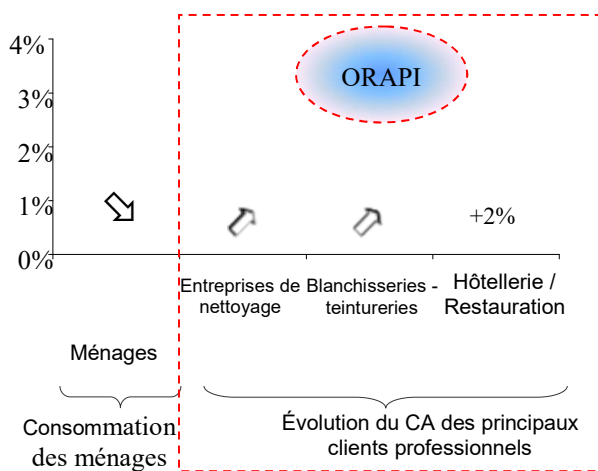 4%
3%
2%
1%
0%
ORAPI
+2%
Ménages
Entreprises de
nettoyage
Blanchisseries -
teintureries
Hôtellerie /
Restauration
Consommation
des ménages
Évolution du CA des principaux
clients professionnels